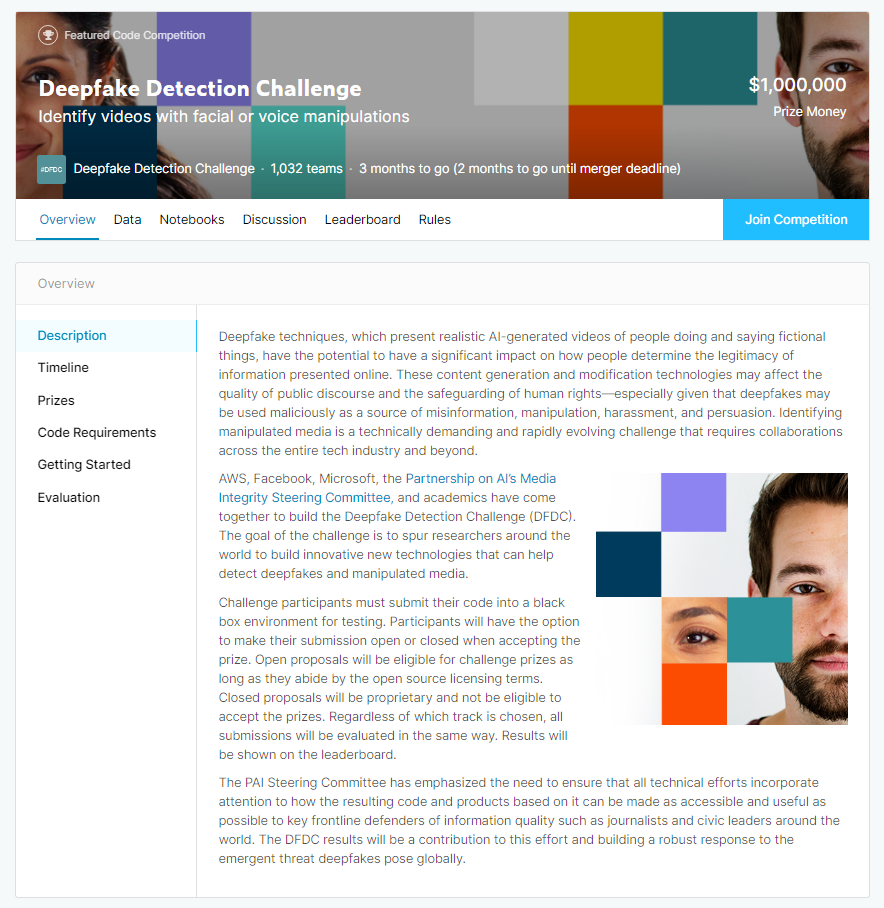 Featured Code Competition
Deepfake Detection Challenge
$1,000,000
Identify videos with facial or voice manipulations
Prize Money
#DFDC
Deepfake Detection Challenge · 1,032 teams · 3 months to go (2 months to go until merger deadline)
Overview Data Notebooks Discussion Leaderboard Rules Join Competition
Overview
Description
Timeline
Prizes
Code Requirements
Getting Started
Evaluation
Deepfake techniques, which present realistic AI-generated videos of people doing and saying fictional
things, have the potential to have a significant impact on how people determine the legitimacy of
information presented online. These content generation and modification technologies may affect the
quality of public discourse and the safeguarding of human rights—especially given that deepfakes may
be used maliciously as a source of misinformation, manipulation, harassment, and persuasion. Identifying
manipulated media is a technically demanding and rapidly evolving challenge that requires collaborations
across the entire tech industry and beyond.
AWS, Facebook, Microsoft, the Partnership on AI's Media
Integrity Steering Committee, and academics have come
together to build the Deepfake Detection Challenge (DFDC).
The goal of the challenge is to spur researchers around the
world to build innovative new technologies that can help
detect deepfakes and manipulated media.
Challenge participants must submit their code into a black
box environment for testing. Participants will have the option
to make their submission open or closed when accepting the
prize. Open proposals will be eligible for challenge prizes as
long as they abide by the open source licensing terms.
Closed proposals will be proprietary and not be eligible to
accept the prizes. Regardless of which track is chosen, all
submissions will be evaluated in the same way. Results will
be shown on the leaderboard.
The PAI Steering Committee has emphasized the need to ensure that all technical efforts incorporate
attention to how the resulting code and products based on it can be made as accessible and useful as
possible to key frontline defenders of information quality such as journalists and civic leaders around the
world. The DFDC results will be a contribution to this effort and building a robust response to the
emergent threat deepfakes pose globally.